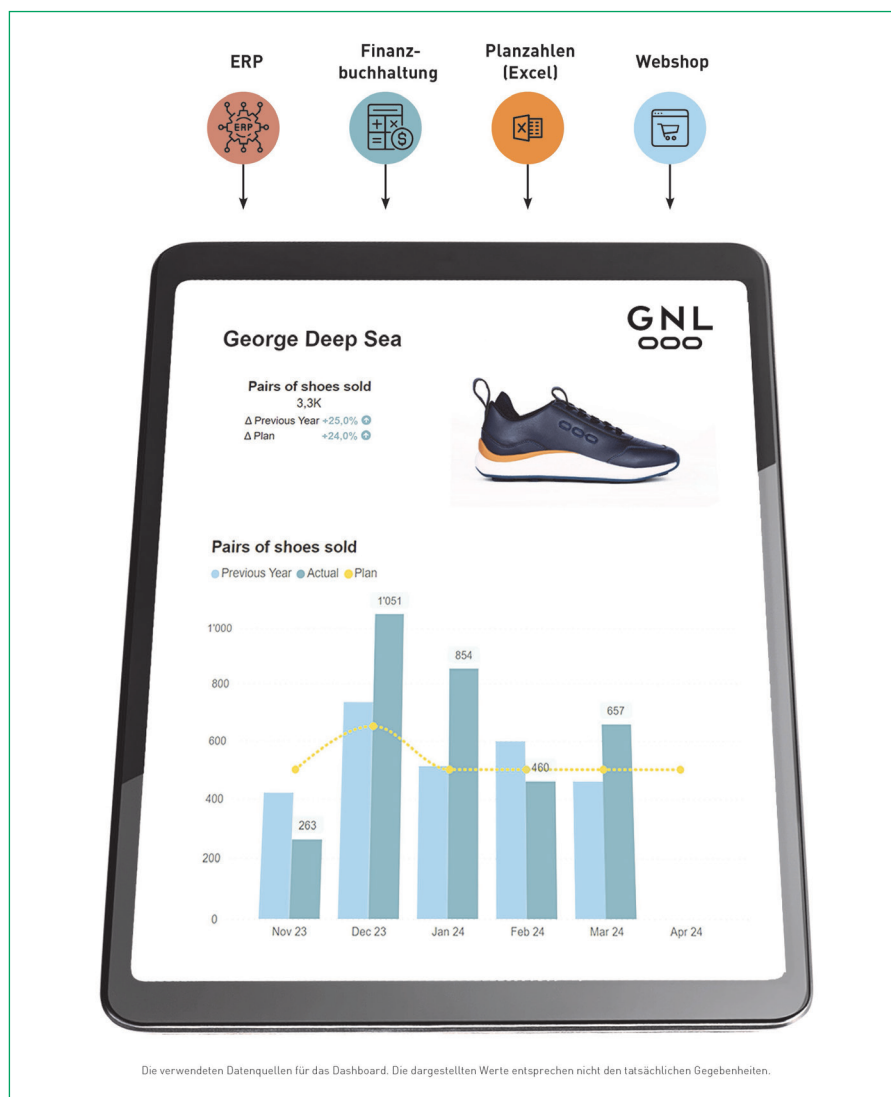 ERP
Finanz-
buchhaltung
Planzahlen
(Excel)
Webshop
ERP
George Deep Sea
GNL
Pairs of shoes sold
3,3K
Δ Previous Year +25,0%
Δ Plan +24,0%
Pairs of shoes sold
Previous Year Actual Plan
1'051
1'000
854
800
657
600
460
400
263
200
0
Nov 23 Dec 23 Jan 24 Feb 24 Mar 24 Apr 24
Die verwendeten Datenquellen für das Dashboard. Die dargestellten Werte entsprechen nicht den tatsächlichen Gegebenheiten.